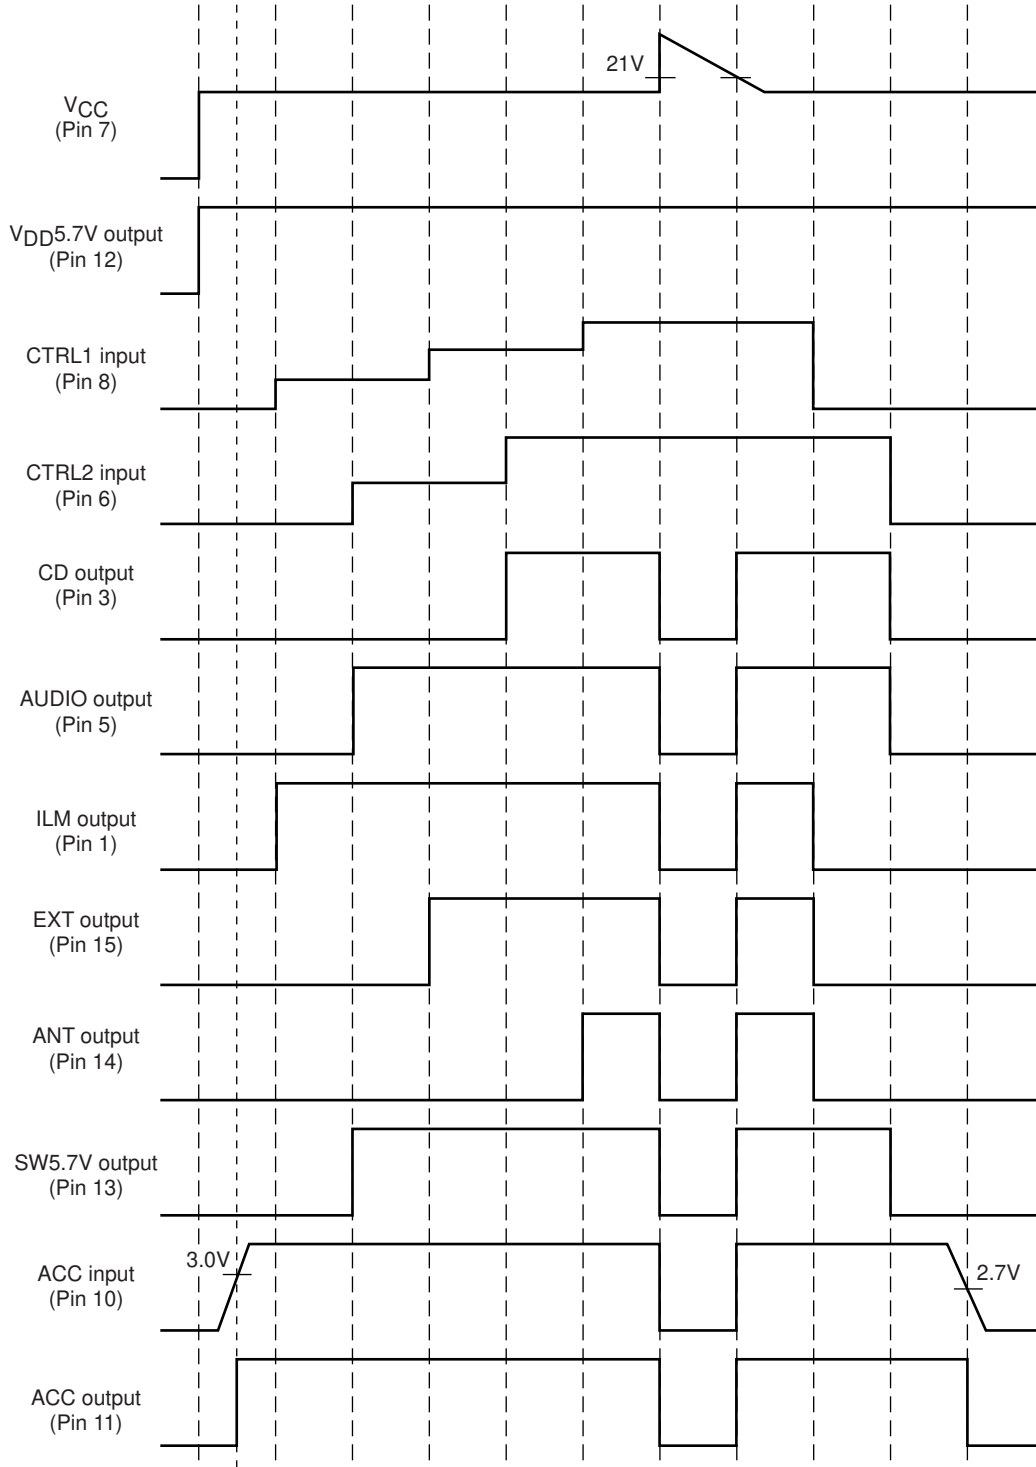 21V
VCC
(Pin 7)
VDD5.7V output
(Pin 12)
CTRL1 input
(Pin 8)
CTRL2 input
(Pin 6)
CD output
(Pin 3)
AUDIO output
(Pin 5)
ILM output
(Pin 1)
EXT output
(Pin 15)
ANT output
(Pin 14)
SW5.7V output
(Pin 13)
3.0V
ACC input
(Pin 10)
2.7V
ACC output
(Pin 11)